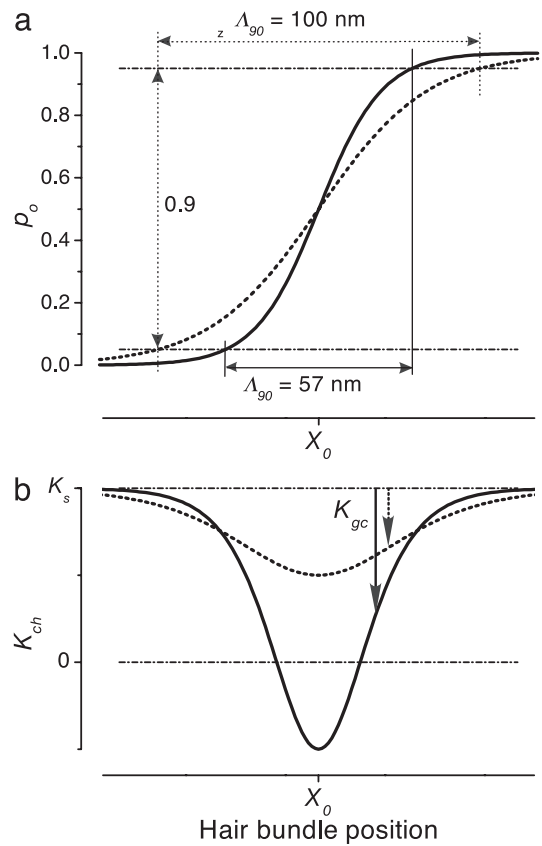 a
z Λ90 = 100 nm
1.0
0.8
0.9
0.6
po
0.4
0.2
0.0
Λ90 = 57 nm
X0
b
Ks
Kgc
Kch
0
X0
Hair bundle position